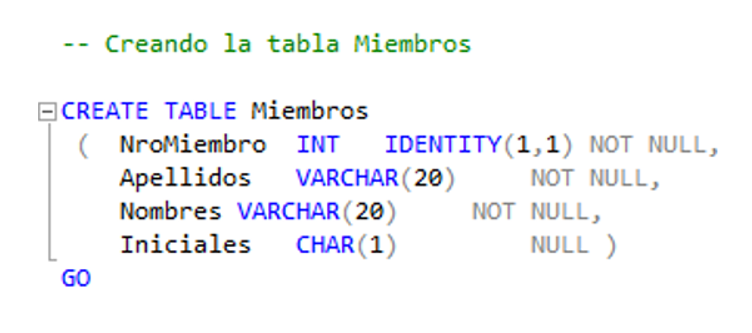 -- Creando la tabla Miembros
CREATE TABLE Miembros
( NroMiembro INT IDENTITY(1,1) NOT NULL,
Apellidos VARCHAR(20) NOT NULL,
Nombres VARCHAR(20) NOT NULL,
Iniciales CHAR(1) NULL )
GO